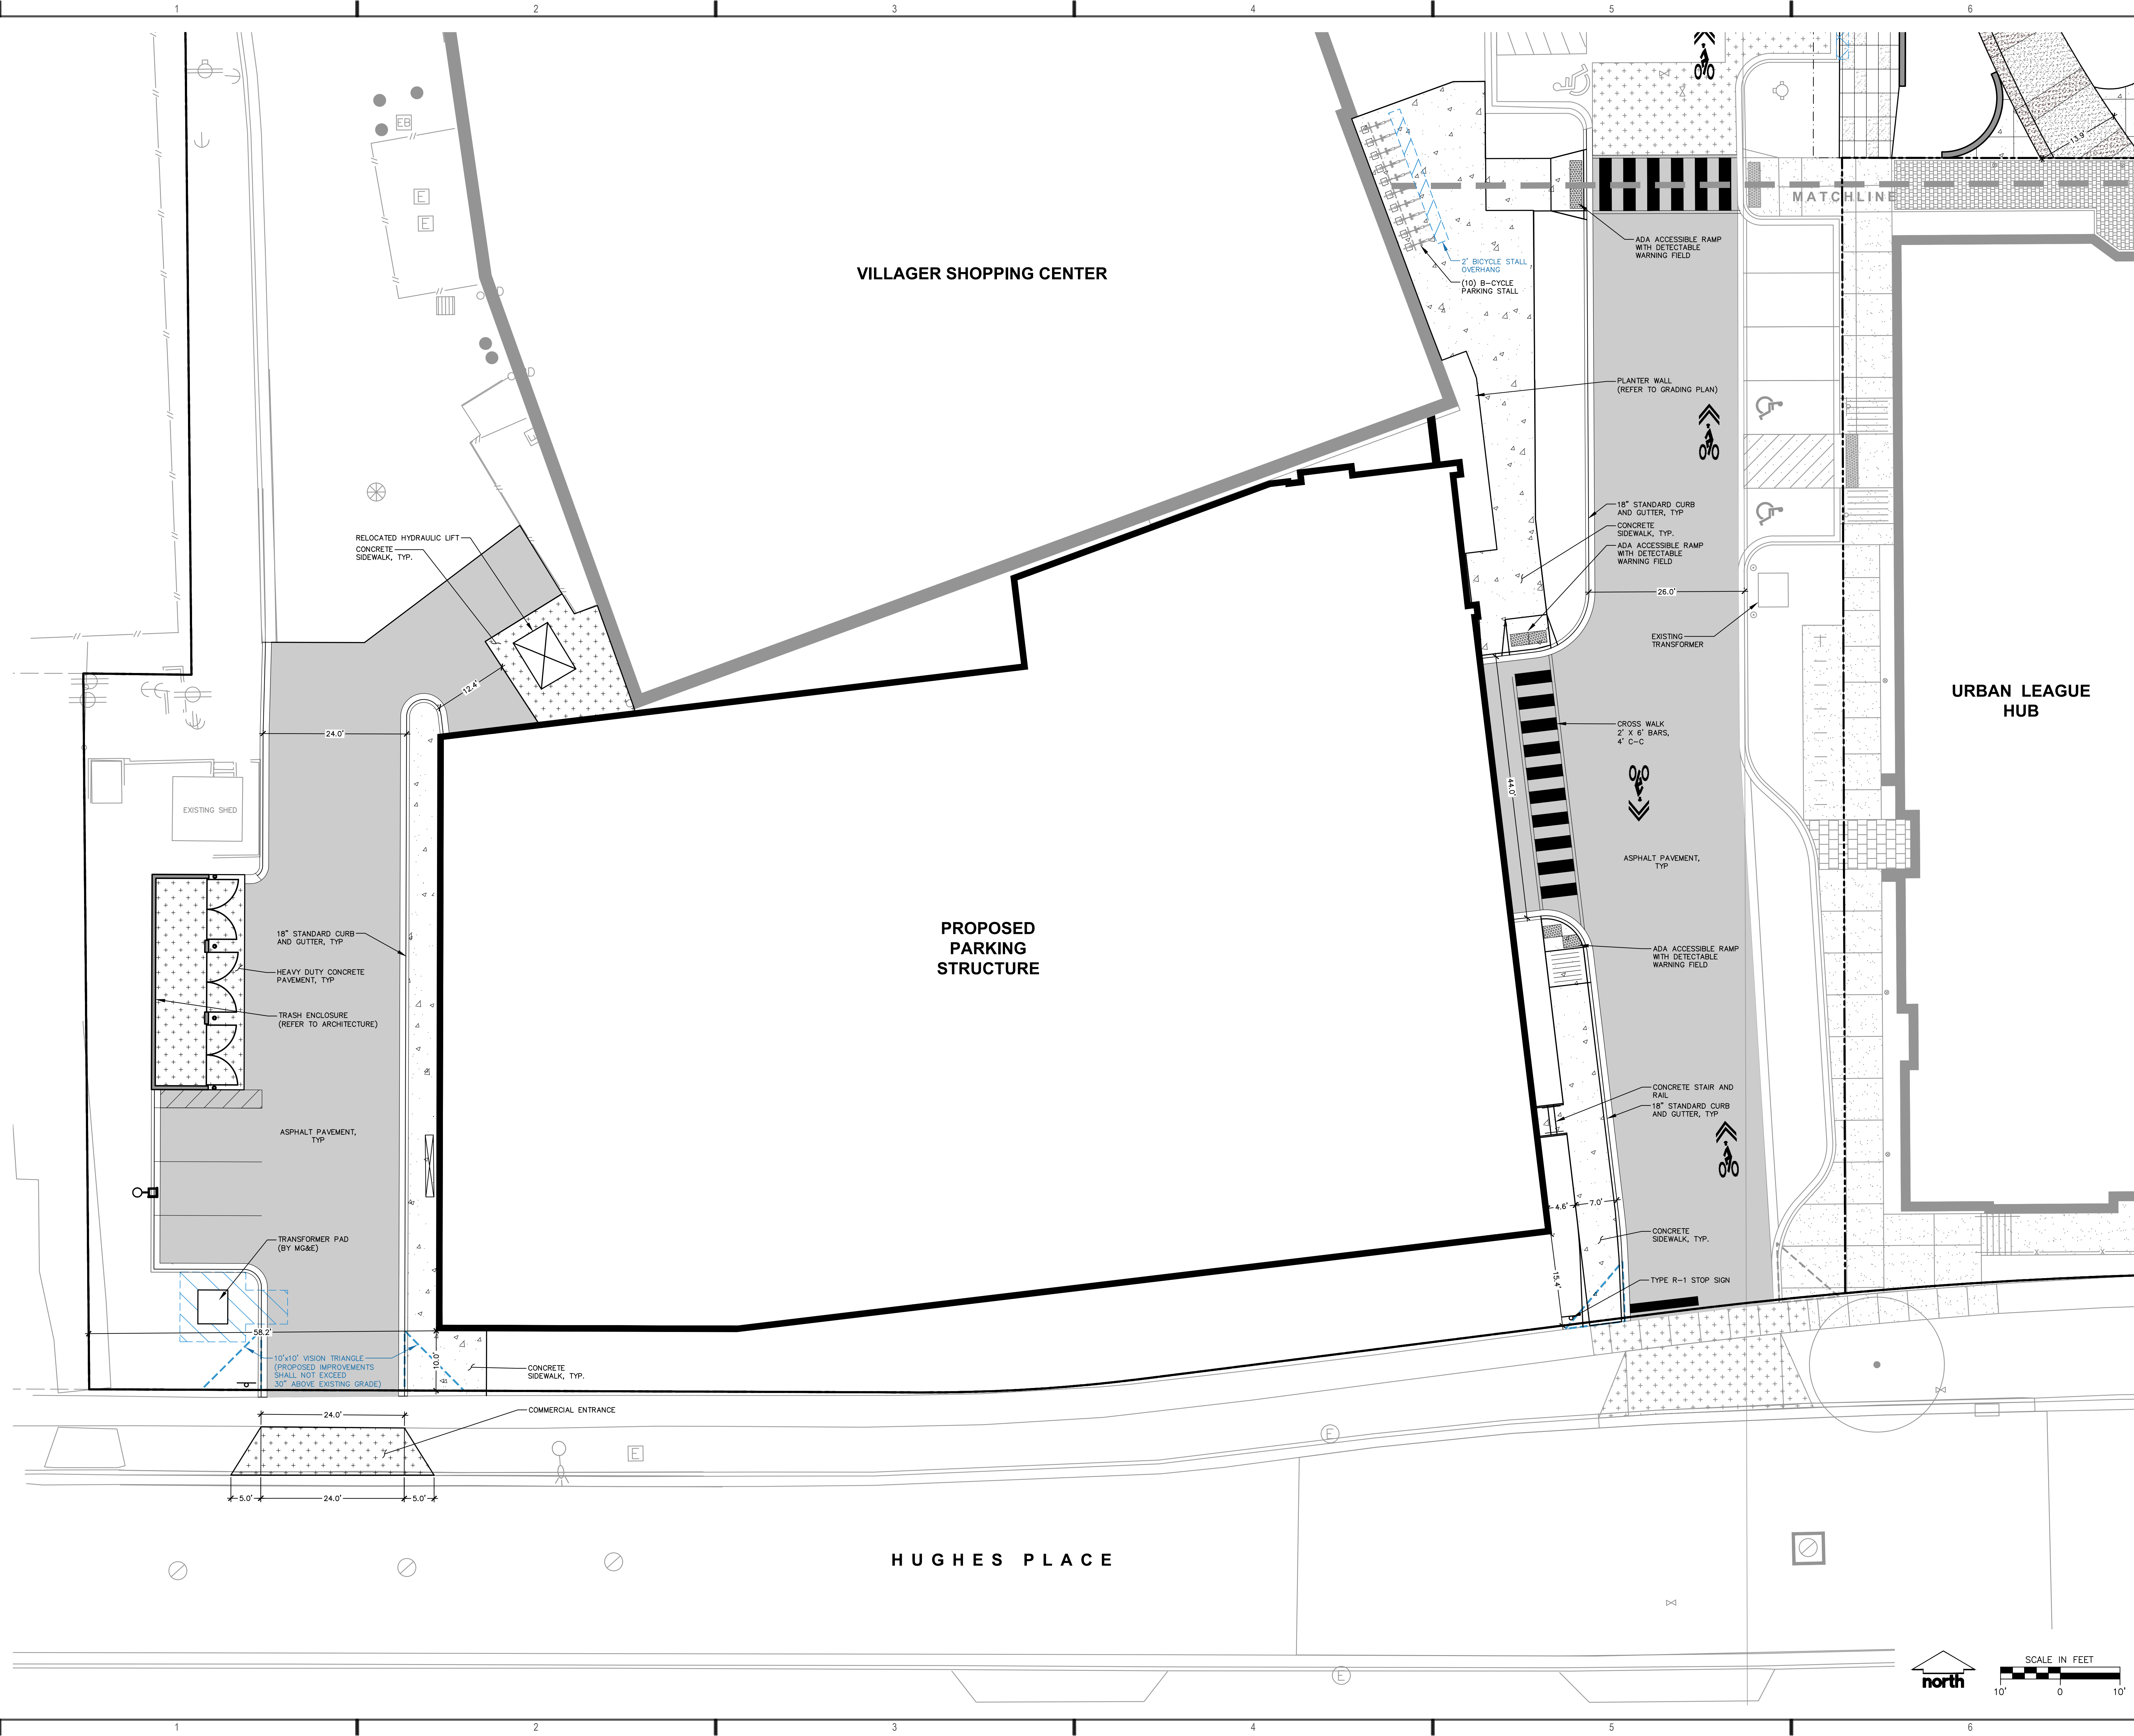 1 2 3 4 5 6
EB
E
E
VILLAGER SHOPPING CENTER
13.9'
MATCHLINE
ADA ACCESSIBLE RAMP
WITH DETECTABLE
WARNING FIELD
2' BICYCLE STALL
OVERHANG
(10) B-CYCLE
PARKING STALL
PLANTER WALL
(REFER TO GRADING PLAN)
18" STANDARD CURB
AND GUTTER, TYP
CONCRETE
SIDEWALK, TYP.
ADA ACCESSIBLE RAMP
WITH DETECTABLE
WARNING FIELD
RELOCATED HYDRAULIC LIFT
CONCRETE
SIDEWALK, TYP.
26.0'
EXISTING
TRANSFORMER
12.4'
24.0'
URBAN LEAGUE
HUB
CROSS WALK
2' X 6' BARS,
4' C-C
44.0'
EXISTING SHED
ASPHALT PAVEMENT,
TYP
18" STANDARD CURB
AND GUTTER, TYP
HEAVY DUTY CONCRETE
PAVEMENT, TYP
TRASH ENCLOSURE
(REFER TO ARCHITECTURE)
PROPOSED
PARKING
STRUCTURE
ADA ACCESSIBLE RAMP
WITH DETECTABLE
WARNING FIELD
CONCRETE STAIR AND
RAIL
18" STANDARD CURB
AND GUTTER, TYP
ASPHALT PAVEMENT,
TYP
4.6' 7.0'
CONCRETE
SIDEWALK, TYP.
TRANSFORMER PAD
(BY MG&E)
15.4'
TYPE R-1 STOP SIGN
58.2'
10.0'
10'x10' VISION TRIANGLE
(PROPOSED IMPROVEMENTS
SHALL NOT EXCEED
30" ABOVE EXISTING GRADE)
CONCRETE
SIDEWALK, TYP.
24.0'
COMMERCIAL ENTRANCE
E
E
5.0' 24.0' 5.0'
HUGHES PLACE
E
north
SCALE IN FEET
10' 0 10'
1 2 3 4 5 6